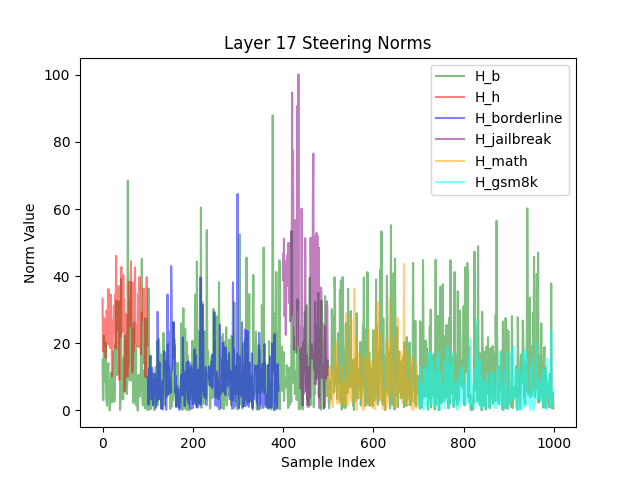 Layer 17 Steering Norms
H_b
H_h
H_borderline
H_jailbreak
H_math
H_gsm8k
Norm Value
100
80
60
40
20
0
0 200 400 600 800 1000
Sample Index